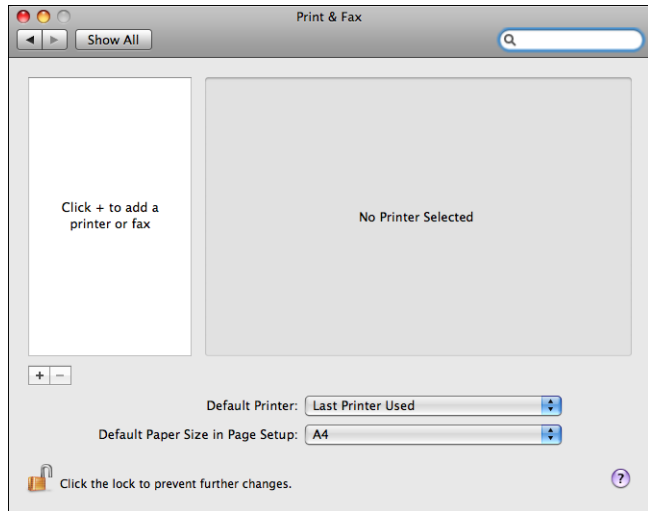 Print & Fax
Show All
Click + to add a
printer or fax
No Printer Selected
+ −
Default Printer: Last Printer Used
Default Paper Size in Page Setup: A4
Click the lock to prevent further changes.
?